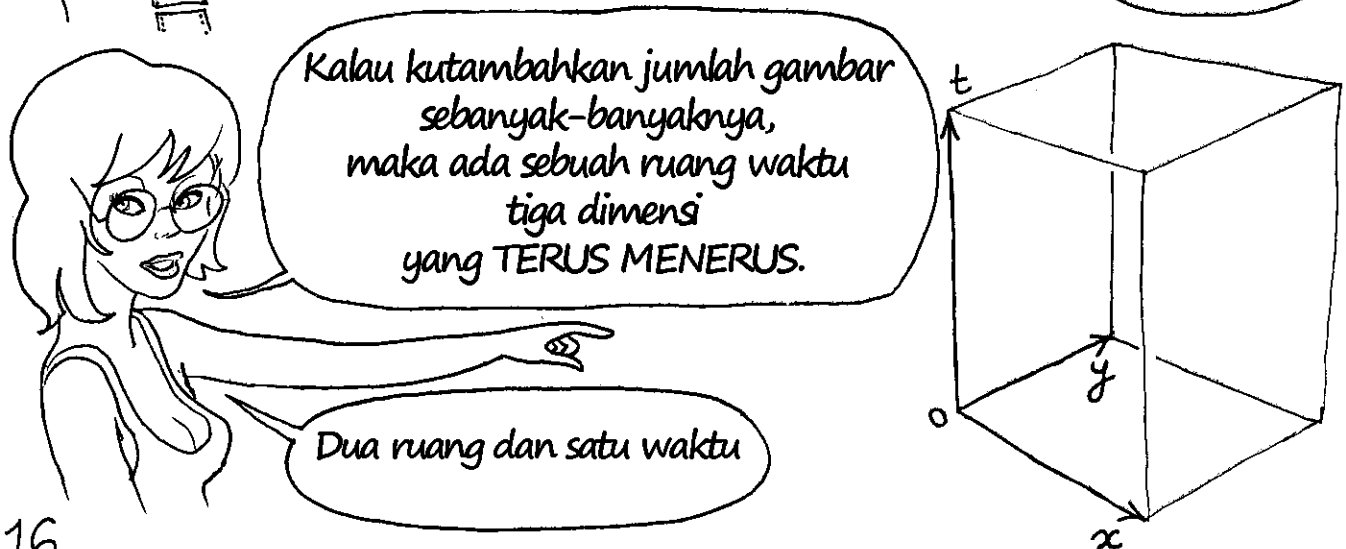 Kalau kutambahkan jumlah gambar
sebanyak-banyaknya,
maka ada sebuah ruang waktu
tiga dimensi
yang TERUS MENERUS.
Dua ruang dan satu waktu
t
y
o
x
16